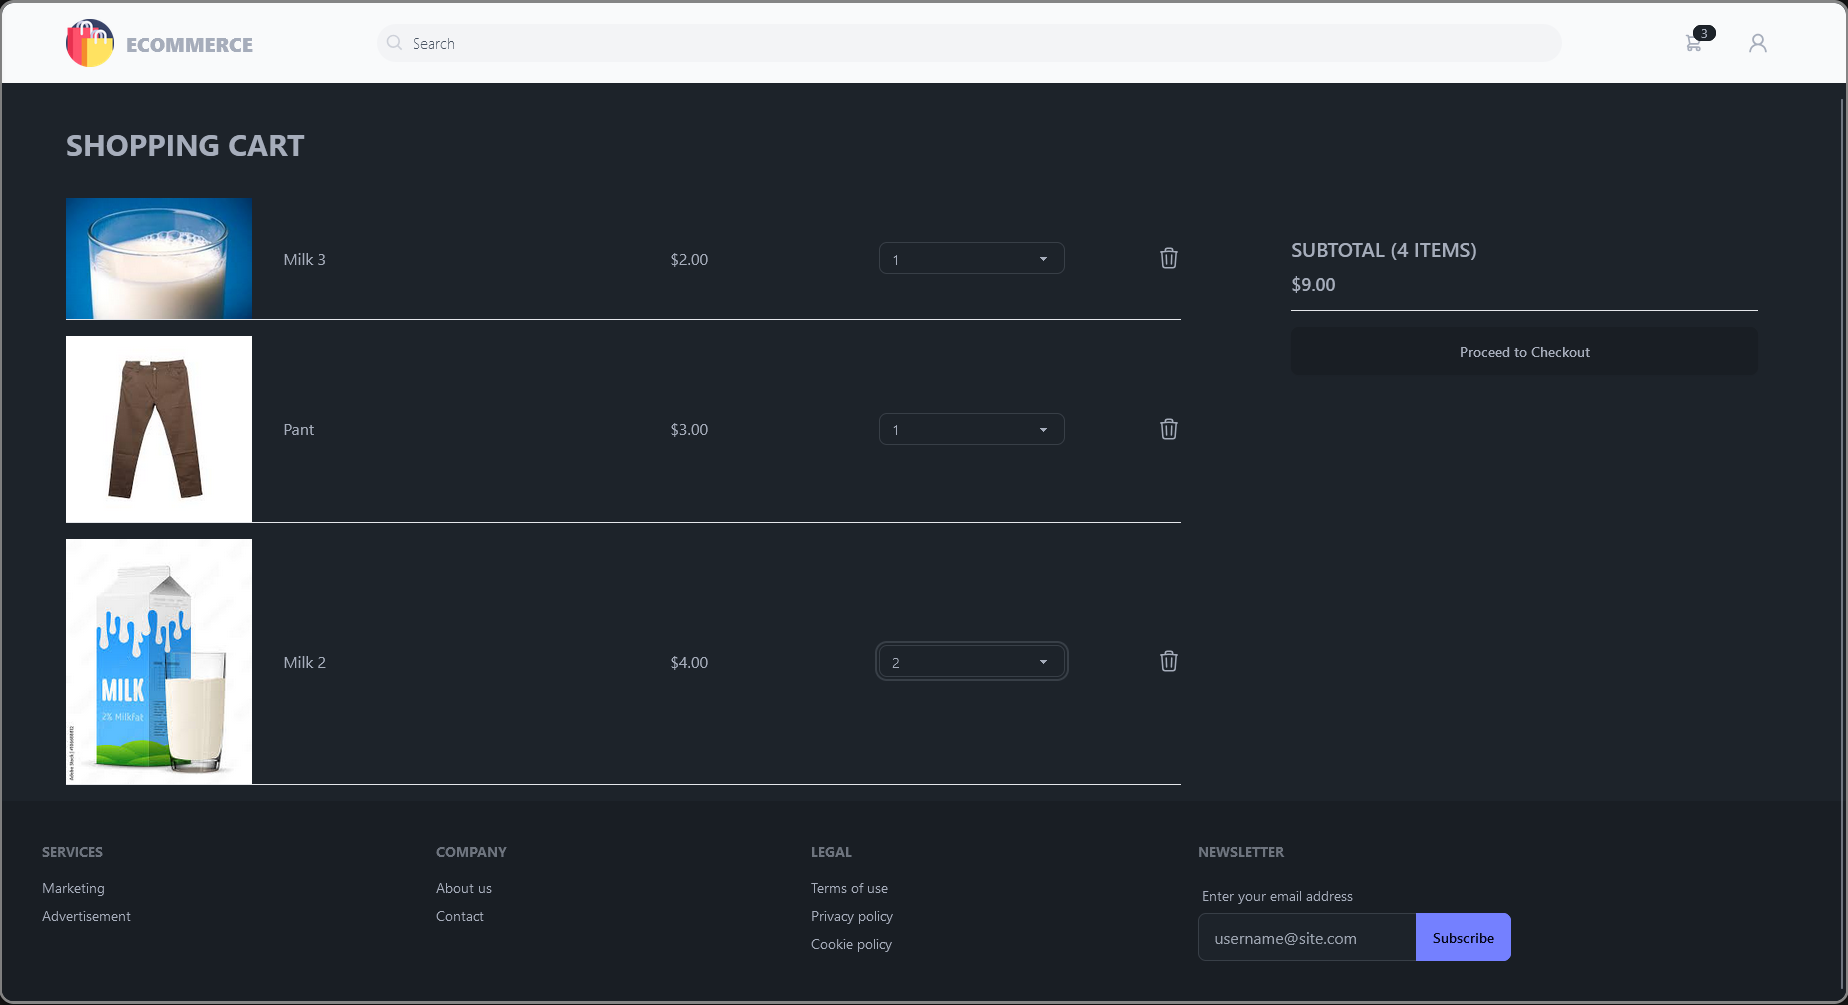 ECOMMERCE
Search
3
SHOPPING CART
Milk 3
$2.00
1
SUBTOTAL (4 ITEMS)
$9.00
Proceed to Checkout
Pant
$3.00
1
MILK
2% Milkfat
Milk 2
$4.00
2
SERVICES
Marketing
Advertisement
COMPANY
About us
Contact
LEGAL
Terms of use
Privacy policy
Cookie policy
NEWSLETTER
Enter your email address
username@site.com
Subscribe